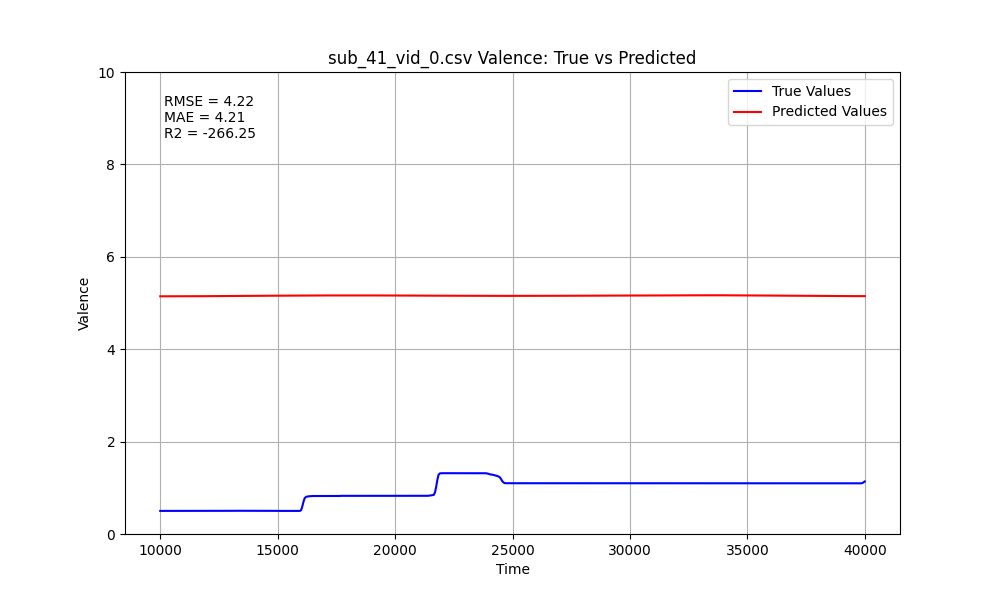 sub_41_vid_0.csv Valence: True vs Predicted
RMSE = 4.22
MAE = 4.21
R2 = -266.25
True Values
Predicted Values
10
8
6
4
2
0
Valence
10000 15000 20000 25000 30000 35000 40000
Time